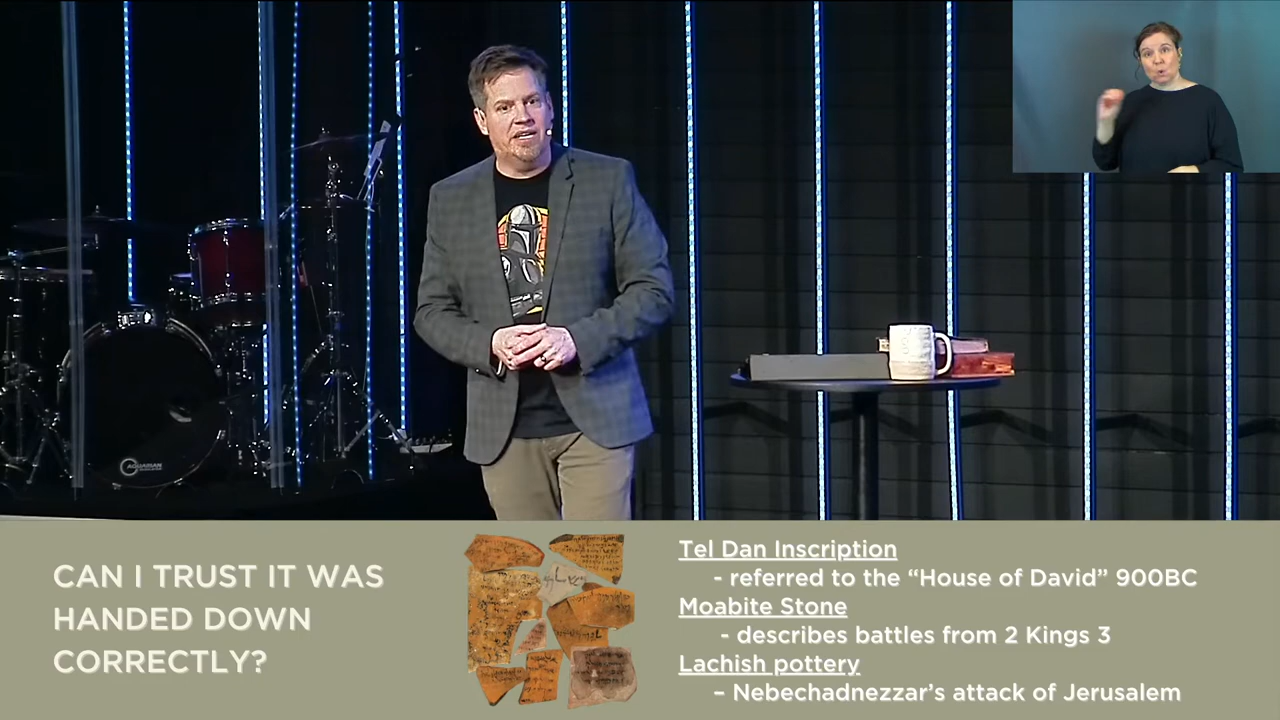 AQUARIAN
CAN I TRUST IT WAS
HANDED DOWN
CORRECTLY?
Tel Dan Inscription
- referred to the “House of David” 900BC
Moabite Stone
- describes battles from 2 Kings 3
Lachish pottery
– Nebechadnezzar’s attack of Jerusalem